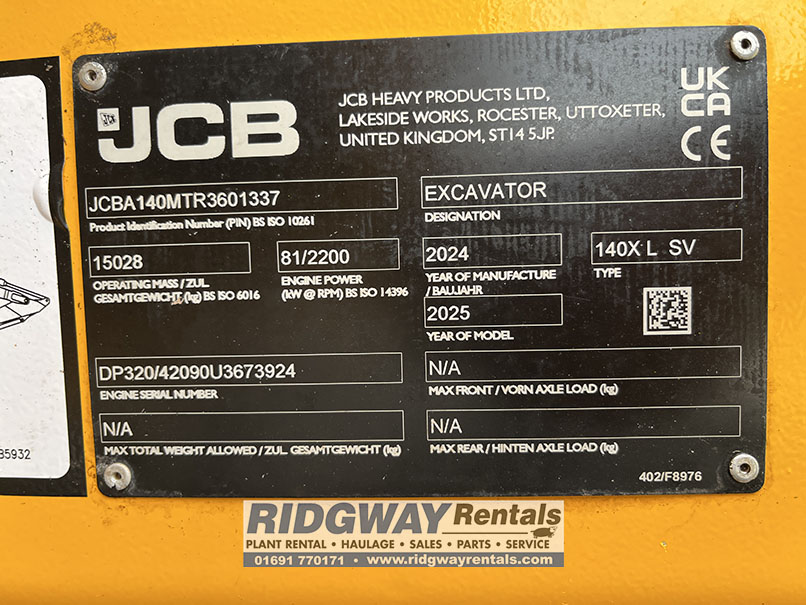 JCB
JCB HEAVY PRODUCTS LTD,
LAKESIDE WORKS, ROCESTER, UTTOXETER,
UNITED KINGDOM, ST14 5JP.
UK
CA
CE
JCBA140MTR3601337
Product Identification Number (PIN) BS ISO 10261
EXCAVATOR
DESIGNATION
15028
OPERATING MASS / ZUL.
GESAMTGEWICHT (kg) BS ISO 6016
81/2200
ENGINE POWER
(kW @ RPM) BS ISO 14396
2024
YEAR OF MANUFACTURE
/ BAUJAHR
140X L SV
TYPE
2025
YEAR OF MODEL
DP320/42090U3673924
ENGINE SERIAL NUMBER
N/A
MAX FRONT / VORN AXLE LOAD (kg)
N/A
MAX TOTAL WEIGHT ALLOWED / ZUL. GESAMTGEWICHT (kg)
N/A
MAX REAR / HINTEN AXLE LOAD (kg)
402/F8976
RIDGWAY Rentals
PLANT RENTAL • HAULAGE • SALES • PARTS • SERVICE
01691 770171 • www.ridgwayrentals.com